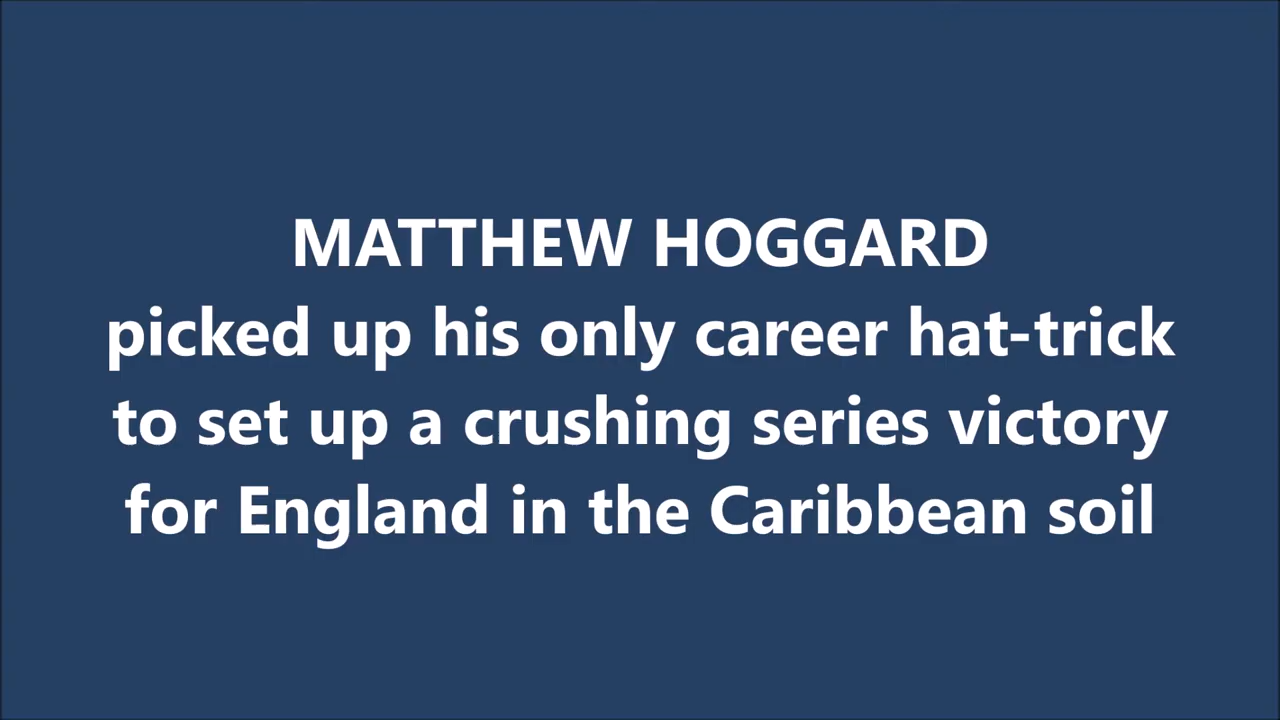 MATTHEW HOGGARD
picked up his only career hat-trick
to set up a crushing series victory
for England in the Caribbean soil